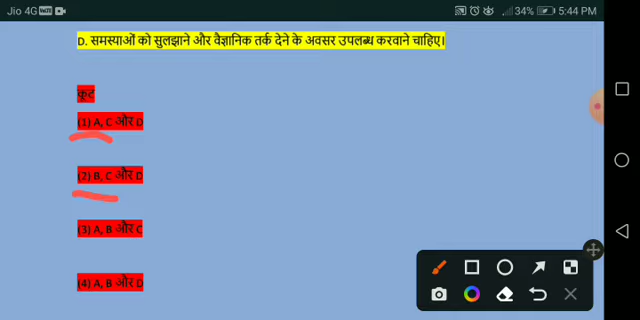 Jio 4G VoLTE 34% 5:44 PM
D. समस्याओं को सुलझाने और वैज्ञानिक तर्क देने के अवसर उपलब्ध करवाने चाहिए।
कूट
(1) A, C और D
(2) B, C और D
(3) A, B और C
(4) A, B और D